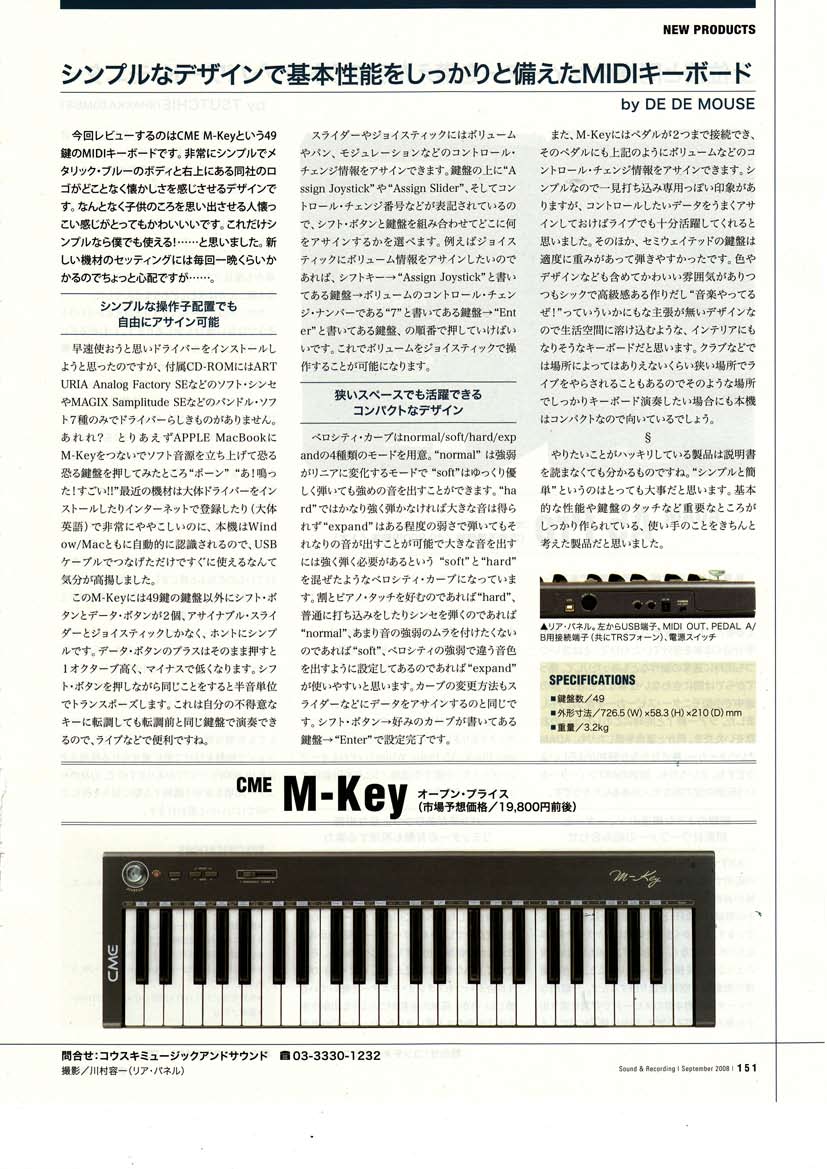 NEW PRODUCTS
シンプルなデザインで基本性能をしっかりと備えたMIDIキーボード
by DE DE MOUSE
今回レビューするのはCME M-Keyという49
鍵のMIDIキーボードです。非常にシンプルでメ
タリック・ブルーのボディと右上にある同社のロ
ゴがどことなく懐かしさを感じさせるデザインで
す。なんとなく子供のころを思い出させる人懐っ
こい感じがとってもかわいいです。これだけシ
ンプルなら僕でも使える!……と思いました。新
しい機材のセッティングには毎回一晩くらいか
かるのでちょっと心配ですが……。
シンプルな操作子配置でも
自由にアサイン可能
早速使おうと思いドライバーをインストールし
ようと思ったのですが、付属CD-ROMにはART
URIA Analog Factory SEなどのソフト・シンセ
やMAGIX Samplitude SEなどのバンドル・ソフ
ト7種のみでドライバーらしきものがありません。
あれれ? とりあえずAPPLE MacBookに
M-Keyをつないでソフト音源を立ち上げて恐る
恐る鍵盤を押してみたところ“ポーン” “あ!鳴っ
た!すごい!!”最近の機材は大体ドライバーをイン
ストールしたりインターネットで登録したり(大体
英語)で非常にややこしいのに、本機はWind
ow/Macともに自動的に認識されるので、USB
ケーブルでつなげただけですぐに使えるなんて
気分が高揚しました。
このM-Keyには49鍵の鍵盤以外にシフト・ボ
タンとデータ・ボタンが2個、アサイナブル・スライ
ダーとジョイスティックしかなく、ホントにシンプ
ルです。データ・ボタンのプラスはそのまま押すと
1オクターブ高く、マイナスで低くなります。シフ
ト・ボタンを押しながら同じことをすると半音単位
でトランスポーズします。これは自分の不得意な
キーに転調しても転調前と同じ鍵盤で演奏でき
るので、ライブなどで便利ですね。
スライダーやジョイスティックにはボリューム
やパン、モジュレーションなどのコントロール・
チェンジ情報をアサインできます。鍵盤の上に“A
ssign Joystick”や“Assign Slider”、そしてコン
トロール・チェンジ番号などが表記されているの
で、シフト・ボタンと鍵盤を組み合わせてどこに何
をアサインするかを選べます。例えばジョイス
ティックにボリューム情報をアサインしたいので
あれば、シフトキー→“Assign Joystick”と書い
てある鍵盤→ボリュームのコントロール・チェン
ジ・ナンバーである“7”と書いてある鍵盤→“Ent
er”と書いてある鍵盤、の順番で押していけばい
いです。これでボリュームをジョイスティックで操
作することが可能になります。
狭いスペースでも活躍できる
コンパクトなデザイン
ベロシティ・カーブはnormal/soft/hard/exp
andの4種類のモードを用意。“normal” は強弱
がリニアに変化するモードで “soft”はゆっくり優
しく弾いても強めの音を出すことができます。“ha
rd”ではかなり強く弾かなければ大きな音は得ら
れず“expand”はある程度の弱さで弾いてもそ
れなりの音が出すことが可能で大きな音を出す
には強く弾く必要があるという “soft”と“hard”
を混ぜたようなベロシティ・カーブになっていま
す。割とピアノ・タッチを好むのであれば“hard”、
普通に打ち込みをしたりシンセを弾くのであれば
“normal”、あまり音の強弱のムラを付けたくない
のであれば“soft”、ベロシティの強弱で違う音色
を出すように設定してあるのであれば“expand”
が使いやすいと思います。カーブの変更方法もス
ライダーなどにデータをアサインするのと同じで
す。シフト・ボタン→好みのカーブが書いてある
鍵盤→“Enter”で設定完了です。
また、M-Keyにはペダルが2つまで接続でき、
そのペダルにも上記のようにボリュームなどのコ
ントロール・チェンジ情報をアサインできます。シ
ンプルなので一見打ち込み専用っぽい印象があ
りますが、コントロールしたいデータをうまくアサ
インしておけばライブでも十分活躍してくれると
思いました。そのほか、セミウェイテッドの鍵盤は
適度に重みがあって弾きやすかったです。色や
デザインなども含めてかわいい雰囲気がありつ
つもシックで高級感ある作りだし“音楽やってる
ぜ!”っていういかにもな主張が無いデザインな
ので生活空間に溶け込むような、インテリアにも
なりそうなキーボードだと思います。クラブなどで
は場所によってはありえないくらい狭い場所でラ
イブをやらされることもあるのでそのような場所
でしっかりキーボード演奏したい場合にも本機
はコンパクトなので向いているでしょう。
§
やりたいことがハッキリしている製品は説明書
を読まなくても分かるものですね。“シンプルと簡
単”というのはとっても大事だと思います。基本
的な性能や鍵盤のタッチなど重要なところが
しっかり作られている、使い手のことをきちんと
考えた製品だと思いました。
▲リア・パネル。左からUSB端子、MIDI OUT、PEDAL A/
B用接続端子(共にTRSフォーン)、電源スイッチ
SPECIFICATIONS
■鍵盤数/49
■外形寸法/726.5(W)×58.3(H)×210(D)mm
■重量/3.2kg
CME M-Key オープン・プライス
(市場予想価格/19,800円前後)
M-Key
CME
問合せ:コウスキミュージックアンドサウンド ☎03-3330-1232
撮影/川村容一(リア・パネル)
Sound & Recording | September 2008 | 151